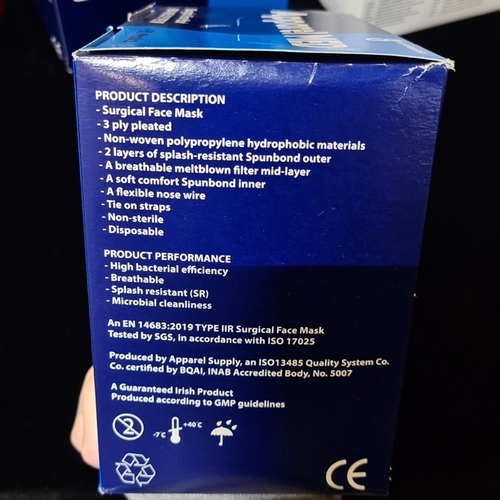 PRODUCT DESCRIPTION
- Surgical Face Mask
- 3 ply pleated
- Non-woven polypropylene hydrophobic materials
- 2 layers of splash-resistant Spunbond outer
- A breathable meltblown filter mid-layer
- A soft comfort Spunbond inner
- A flexible nose wire
- Tie on straps
- Non-sterile
- Disposable
PRODUCT PERFORMANCE
- High bacterial efficiency
- Breathable
- Splash resistant (SR)
- Microbial cleanliness
An EN 14683:2019 TYPE IIR Surgical Face Mask
Tested by SGS, in accordance with ISO 17025
Produced by Apparel Supply, an ISO13485 Quality System Co.
Co. certified by BQAI, INAB Accredited Body, No. 5007
A Guaranteed Irish Product
Produced according to GMP guidelines
2 -7°C +40°C
CE